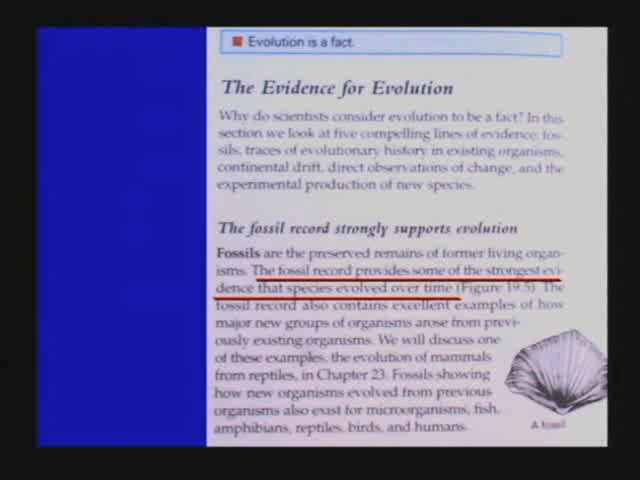 Evolution is a fact.
The Evidence for Evolution
Why do scientists consider evolution to be a fact? In this
section we look at five compelling lines of evidence: fos-
sils, traces of evolutionary history in existing organisms,
continental drift, direct observations of change, and the
experimental production of new species.
The fossil record strongly supports evolution
Fossils are the preserved remains of former living organ-
isms. The fossil record provides some of the strongest evi-
dence that species evolved over time (Figure 19.5). The
fossil record also contains excellent examples of how
major new groups of organisms arose from previ-
ously existing organisms. We will discuss one
of these examples, the evolution of mammals
from reptiles, in Chapter 23. Fossils showing
how new organisms evolved from previous
organisms also exist for microorganisms, fish,
amphibians, reptiles, birds, and humans.
A fossil